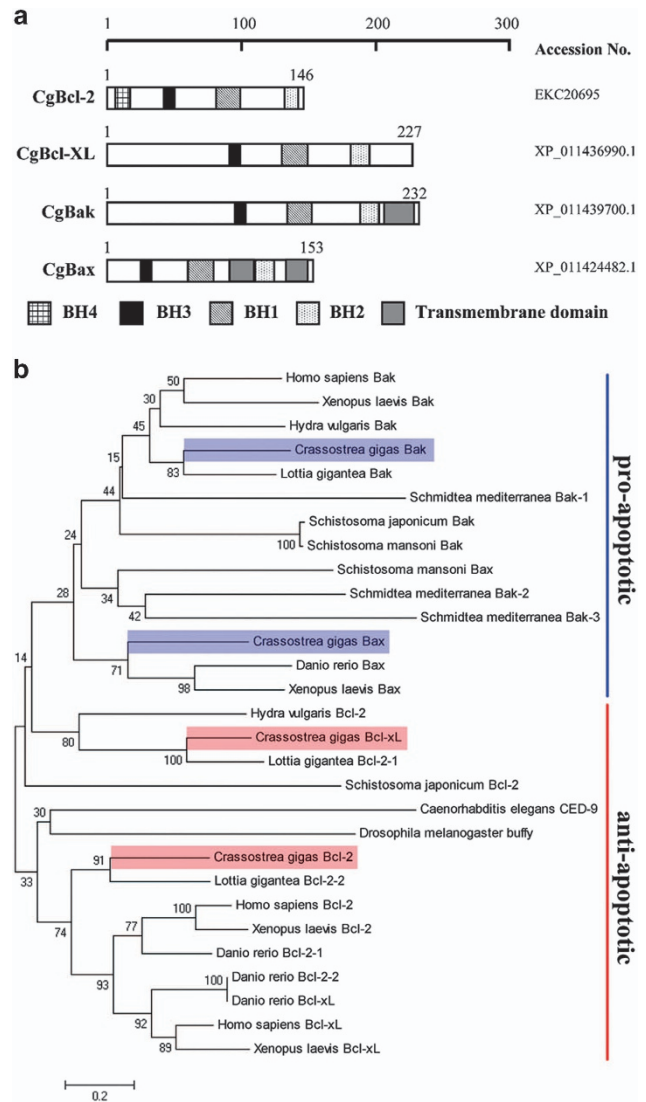 a
1 100 200 300
Accession No.
1 146
CgBcl-2 EKC20695
1 227
CgBcl-XL XP_011436990.1
1 232
CgBak XP_011439700.1
1 153
CgBax XP_011424482.1
BH4 BH3 BH1 BH2 Transmembrane domain
b
50 Homo sapiens Bak
30 Xenopus laevis Bak
45 Hydra vulgaris Bak
Crassostrea gigas Bak
15 83 Lottia gigantea Bak
44 Schmidtea mediterranea Bak-1
Schistosoma japonicum Bak
24 100 Schistosoma mansoni Bak
Schistosoma mansoni Bax
28 34 Schmidtea mediterranea Bak-2
42 Schmidtea mediterranea Bak-3
Crassostrea gigas Bax
14 71 Danio rerio Bax
98 Xenopus laevis Bax
Hydra vulgaris Bcl-2
80 Crassostrea gigas Bcl-xL
100 Lottia gigantea Bcl-2-1
Schistosoma japonicum Bcl-2
30 Caenorhabditis elegans CED-9
Drosophila melanogaster buffy
33 91 Crassostrea gigas Bcl-2
Lottia gigantea Bcl-2-2
74 100 Homo sapiens Bcl-2
77 Xenopus laevis Bcl-2
Danio rerio Bcl-2-1
93 100 Danio rerio Bcl-2-2
Danio rerio Bcl-xL
92 Homo sapiens Bcl-xL
89 Xenopus laevis Bcl-xL
0.2
pro-apoptotic
anti-apoptotic